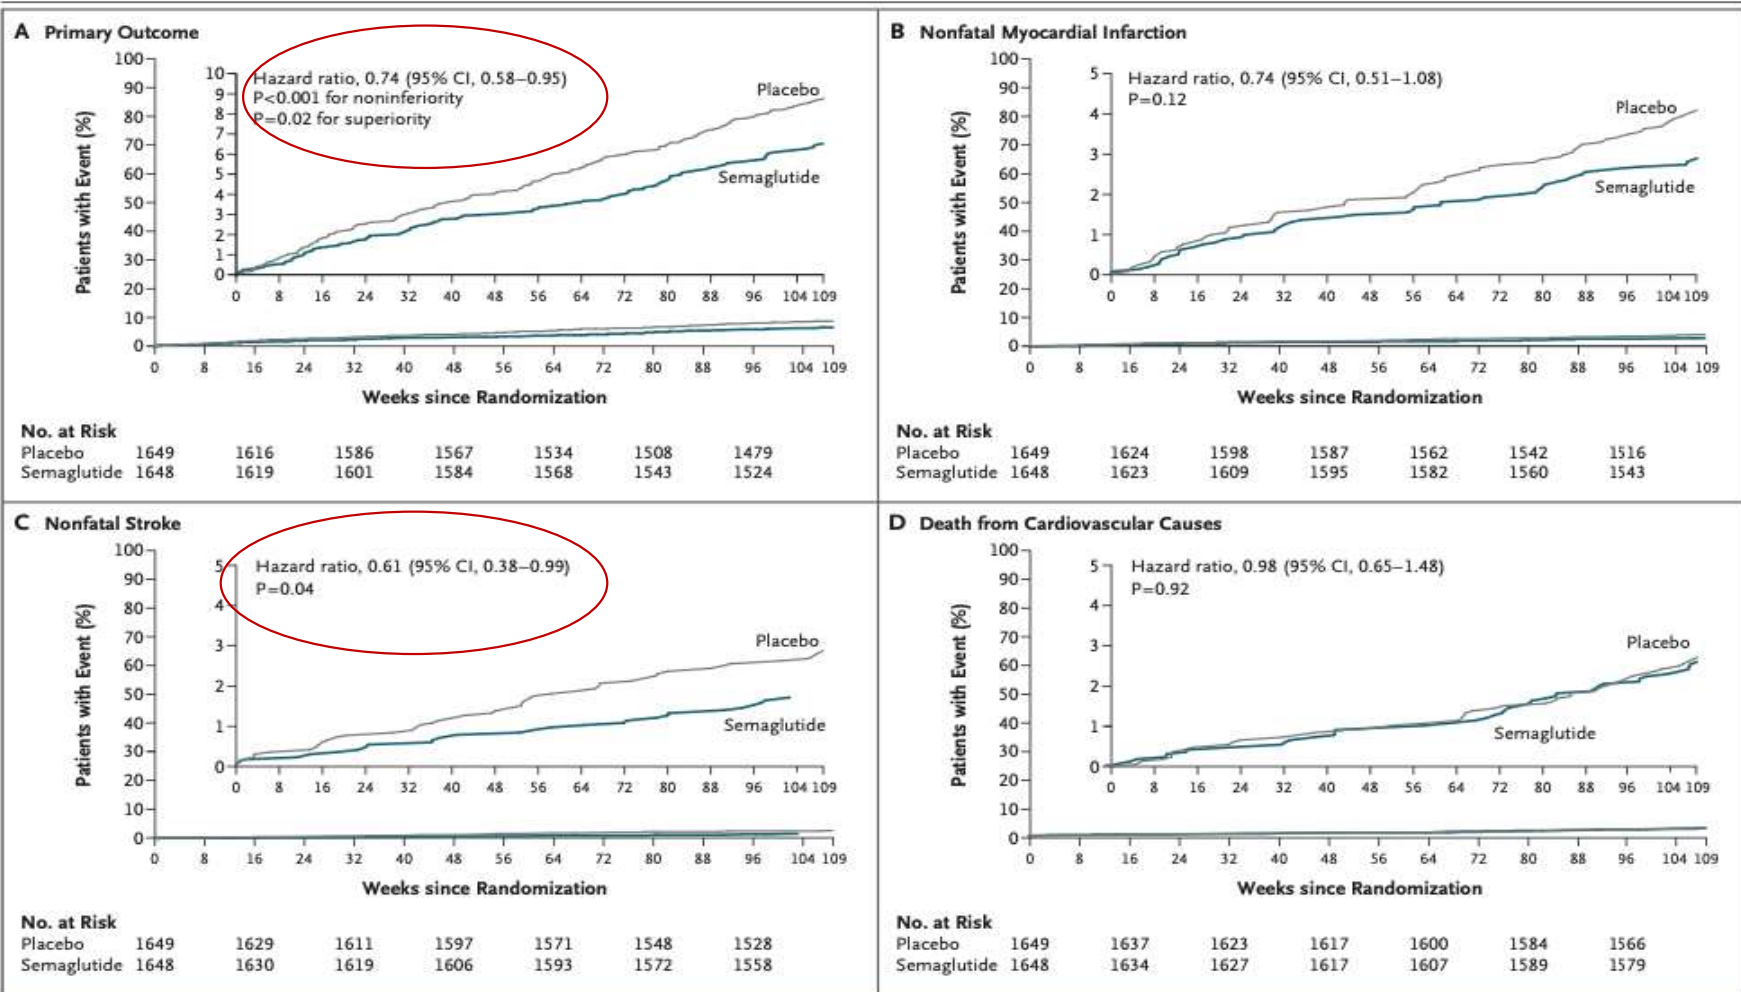 A Primary Outcome
Patients with Event (%)
100
90
80
70
60
50
40
30
20
10
0
10
9
8
7
6
5
4
3
2
1
0
Hazard ratio, 0.74 (95% CI, 0.58–0.95)
P<0.001 for noninferiority
P=0.02 for superiority
Placebo
Semaglutide
0 8 16 24 32 40 48 56 64 72 80 88 96 104 109
0 8 16 24 32 40 48 56 64 72 80 88 96 104 109
Weeks since Randomization
No. at Risk
Placebo 1649 1616 1586 1567 1534 1508 1479
Semaglutide 1648 1619 1601 1584 1568 1543 1524
B Nonfatal Myocardial Infarction
Patients with Event (%)
100
90
80
70
60
50
40
30
20
10
0
5
4
3
2
1
0
Hazard ratio, 0.74 (95% CI, 0.51–1.08)
P=0.12
Placebo
Semaglutide
0 8 16 24 32 40 48 56 64 72 80 88 96 104 109
0 8 16 24 32 40 48 56 64 72 80 88 96 104 109
Weeks since Randomization
No. at Risk
Placebo 1649 1624 1598 1587 1562 1542 1516
Semaglutide 1648 1623 1609 1595 1582 1560 1543
C Nonfatal Stroke
Patients with Event (%)
100
90
80
70
60
50
40
30
20
10
0
5
4
3
2
1
0
Hazard ratio, 0.61 (95% CI, 0.38–0.99)
P=0.04
Placebo
Semaglutide
0 8 16 24 32 40 48 56 64 72 80 88 96 104 109
0 8 16 24 32 40 48 56 64 72 80 88 96 104 109
Weeks since Randomization
No. at Risk
Placebo 1649 1629 1611 1597 1571 1548 1528
Semaglutide 1648 1630 1619 1606 1593 1572 1558
D Death from Cardiovascular Causes
Patients with Event (%)
100
90
80
70
60
50
40
30
20
10
0
5
4
3
2
1
0
Hazard ratio, 0.98 (95% CI, 0.65–1.48)
P=0.92
Placebo
Semaglutide
0 8 16 24 32 40 48 56 64 72 80 88 96 104 109
0 8 16 24 32 40 48 56 64 72 80 88 96 104 109
Weeks since Randomization
No. at Risk
Placebo 1649 1637 1623 1617 1600 1584 1566
Semaglutide 1648 1634 1627 1617 1607 1589 1579